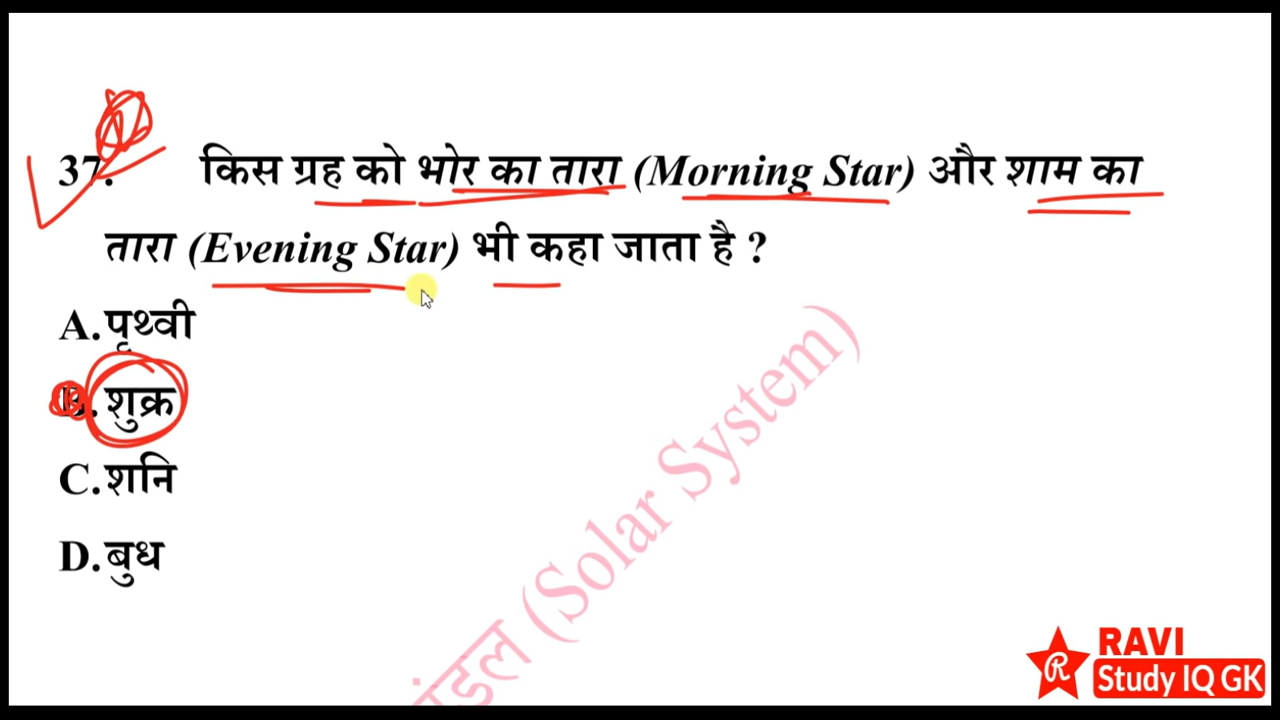 37. किस ग्रह को भोर का तारा (Morning Star) और शाम का
तारा (Evening Star) भी कहा जाता है ?
A. पृथ्वी
B. शुक्र
C. शनि
D. बुध
(Solar System)
RAVI
Study IQ GK